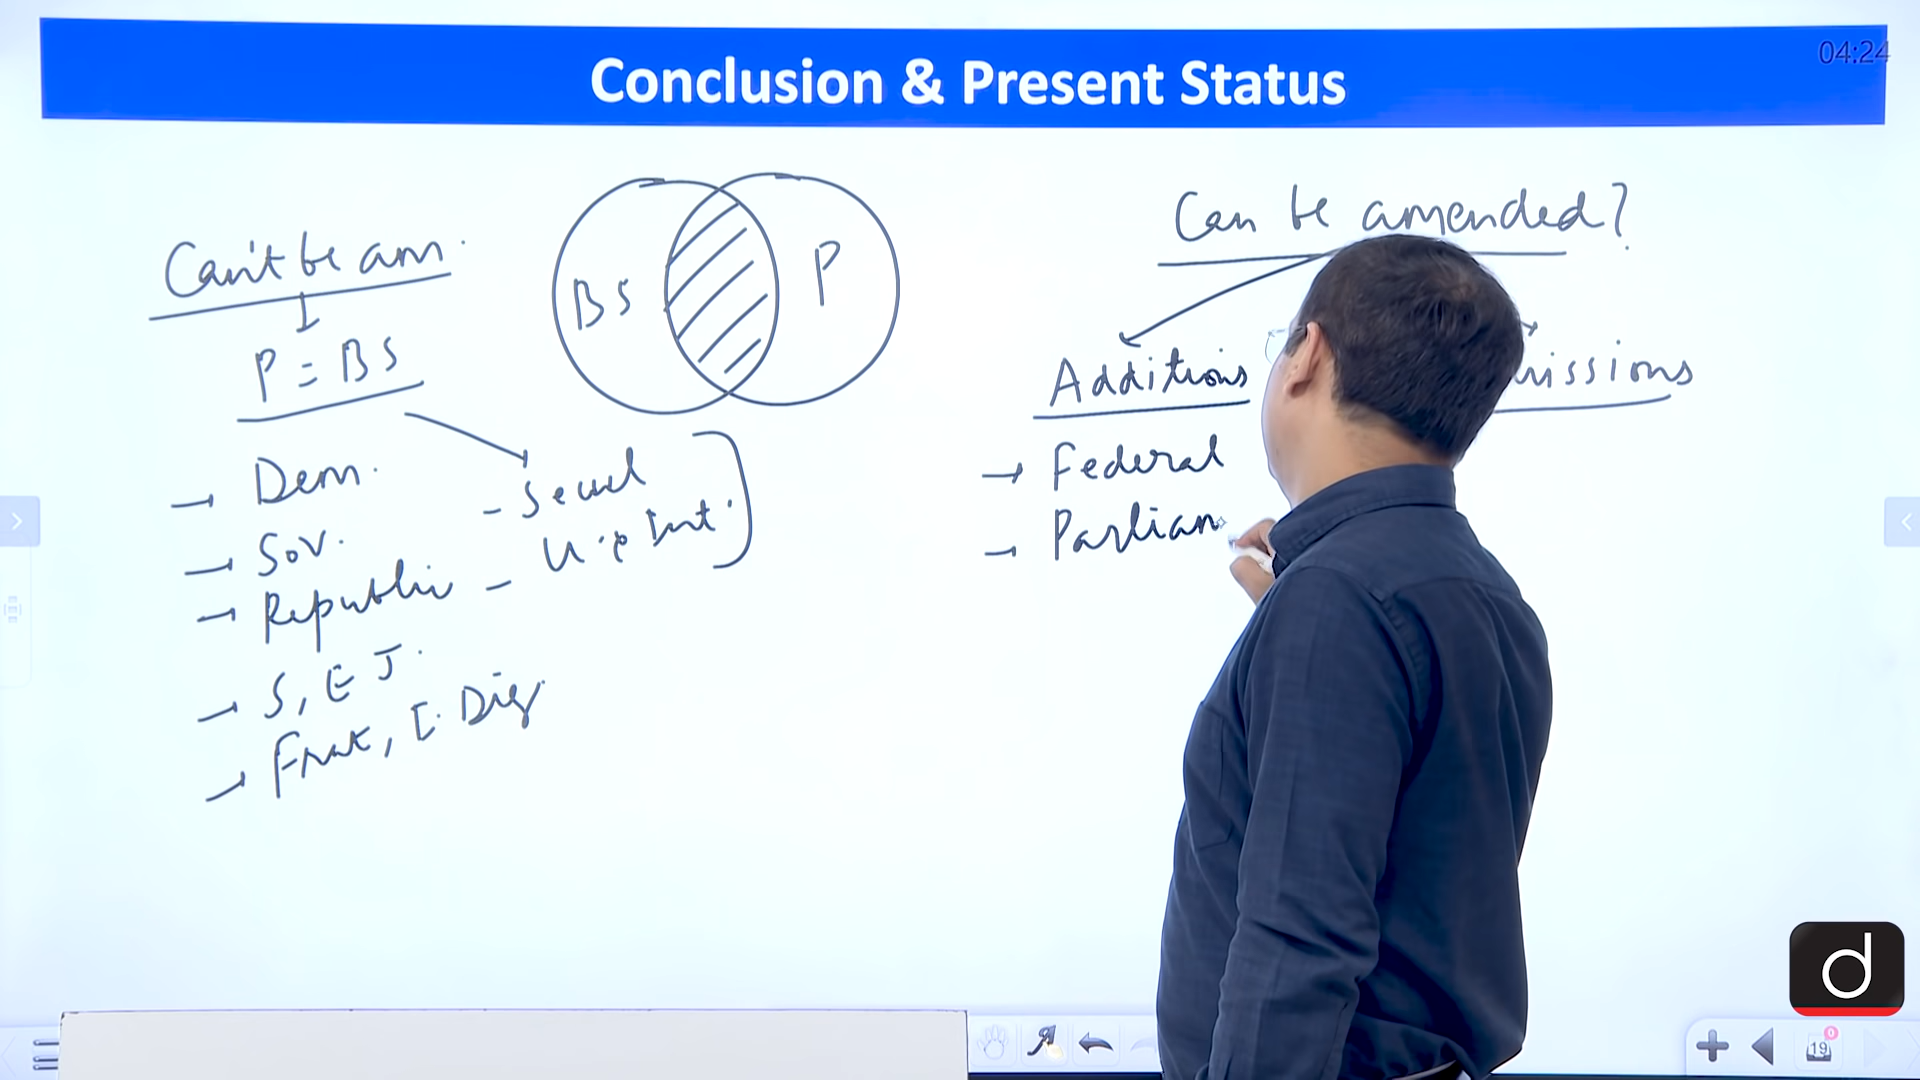 Conclusion & Present Status
04:24
Can't be am.
P = BS
→ Dem.
→ Sov.
→ Republic
→ S, E J.
→ Frat, I. Dig.
- Secul
- U. & Int.
BS
P
Can be amended?
Additions
→ Federal
→ Parliam
missions
d
19
0